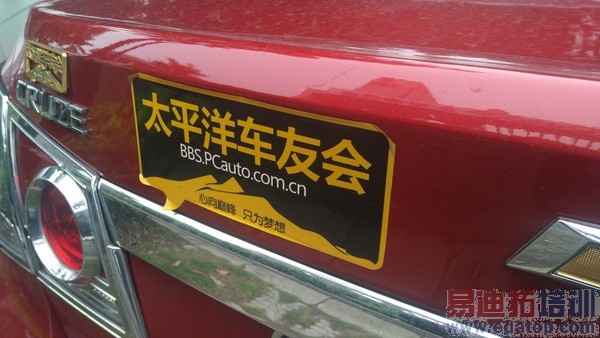 CRUZE
太平洋车友会
BBS.PCauto.com.cn
心向巅峰 只为梦想
易迪拓培训
www.edatop.com